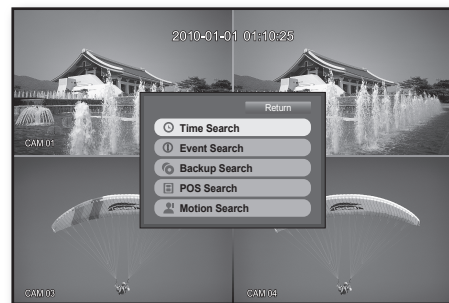 2010-01-01 01:10:25
Return
Time Search
Event Search
Backup Search
POS Search
Motion Search
CAM 01
CAM 03
CAM 04